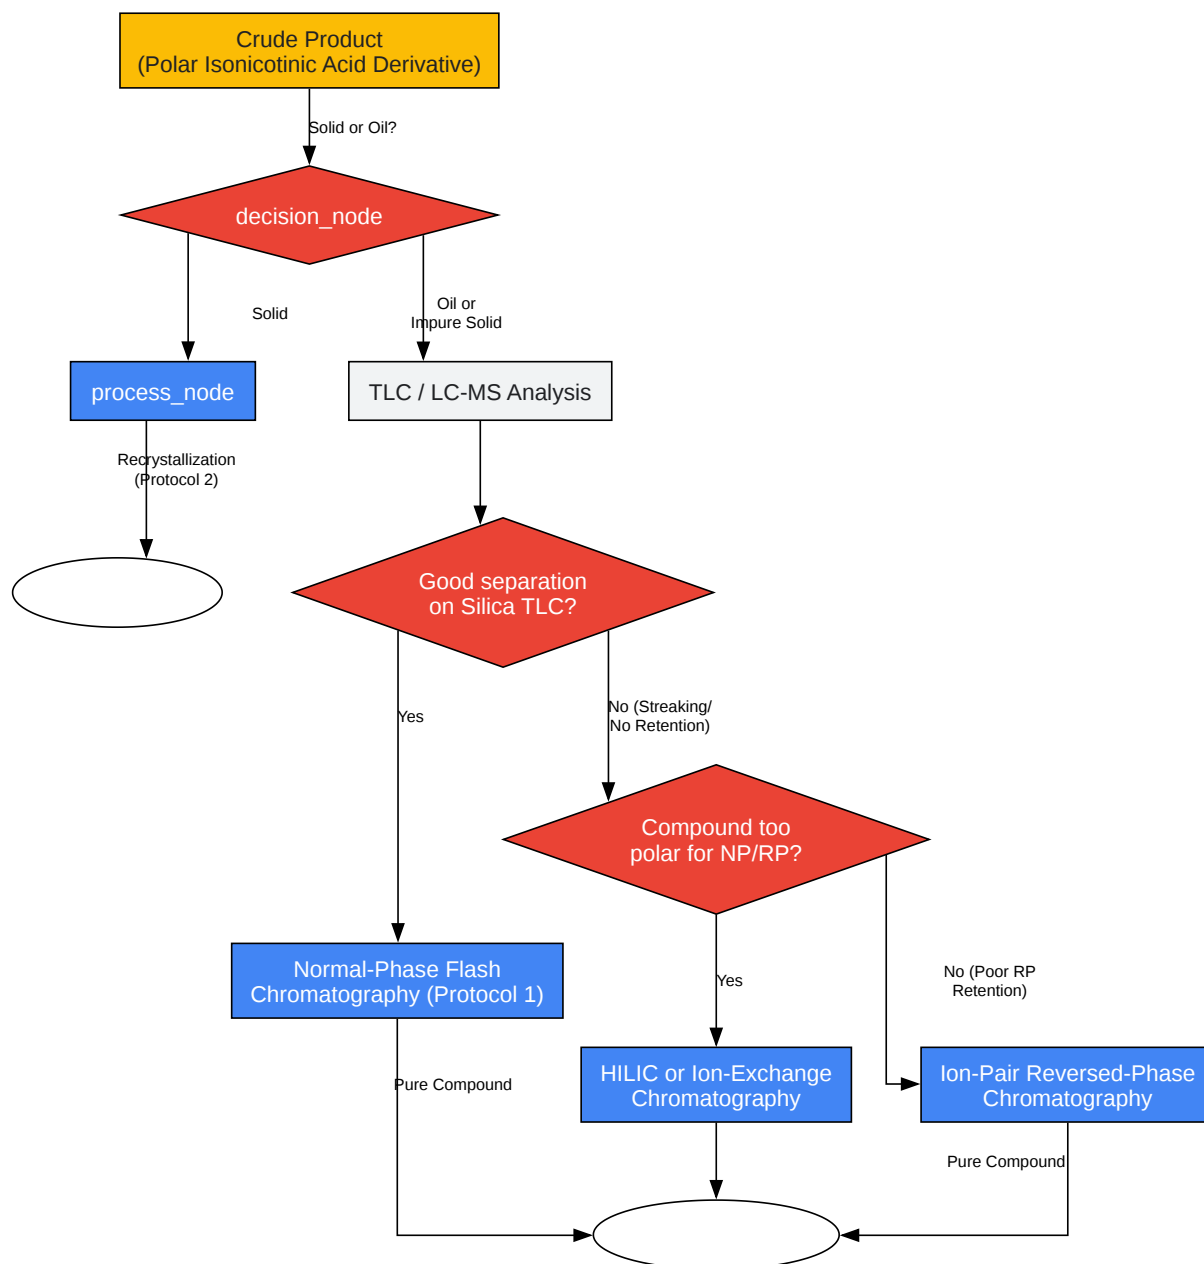 Crude Product
(Polar Isonicotinic Acid Derivative)
Solid or Oil?
decision_node
Solid
Oil or
Impure Solid
process_node
TLC / LC-MS Analysis
Recrystallization
(Protocol 2)
Good separation
on Silica TLC?
Yes
No (Streaking/
No Retention)
Compound too
polar for NP/RP?
Normal-Phase Flash
Chromatography (Protocol 1)
Yes
No (Poor RP
Retention)
HILIC or Ion-Exchange
Chromatography
Ion-Pair Reversed-Phase
Chromatography
Pure Compound
Pure Compound